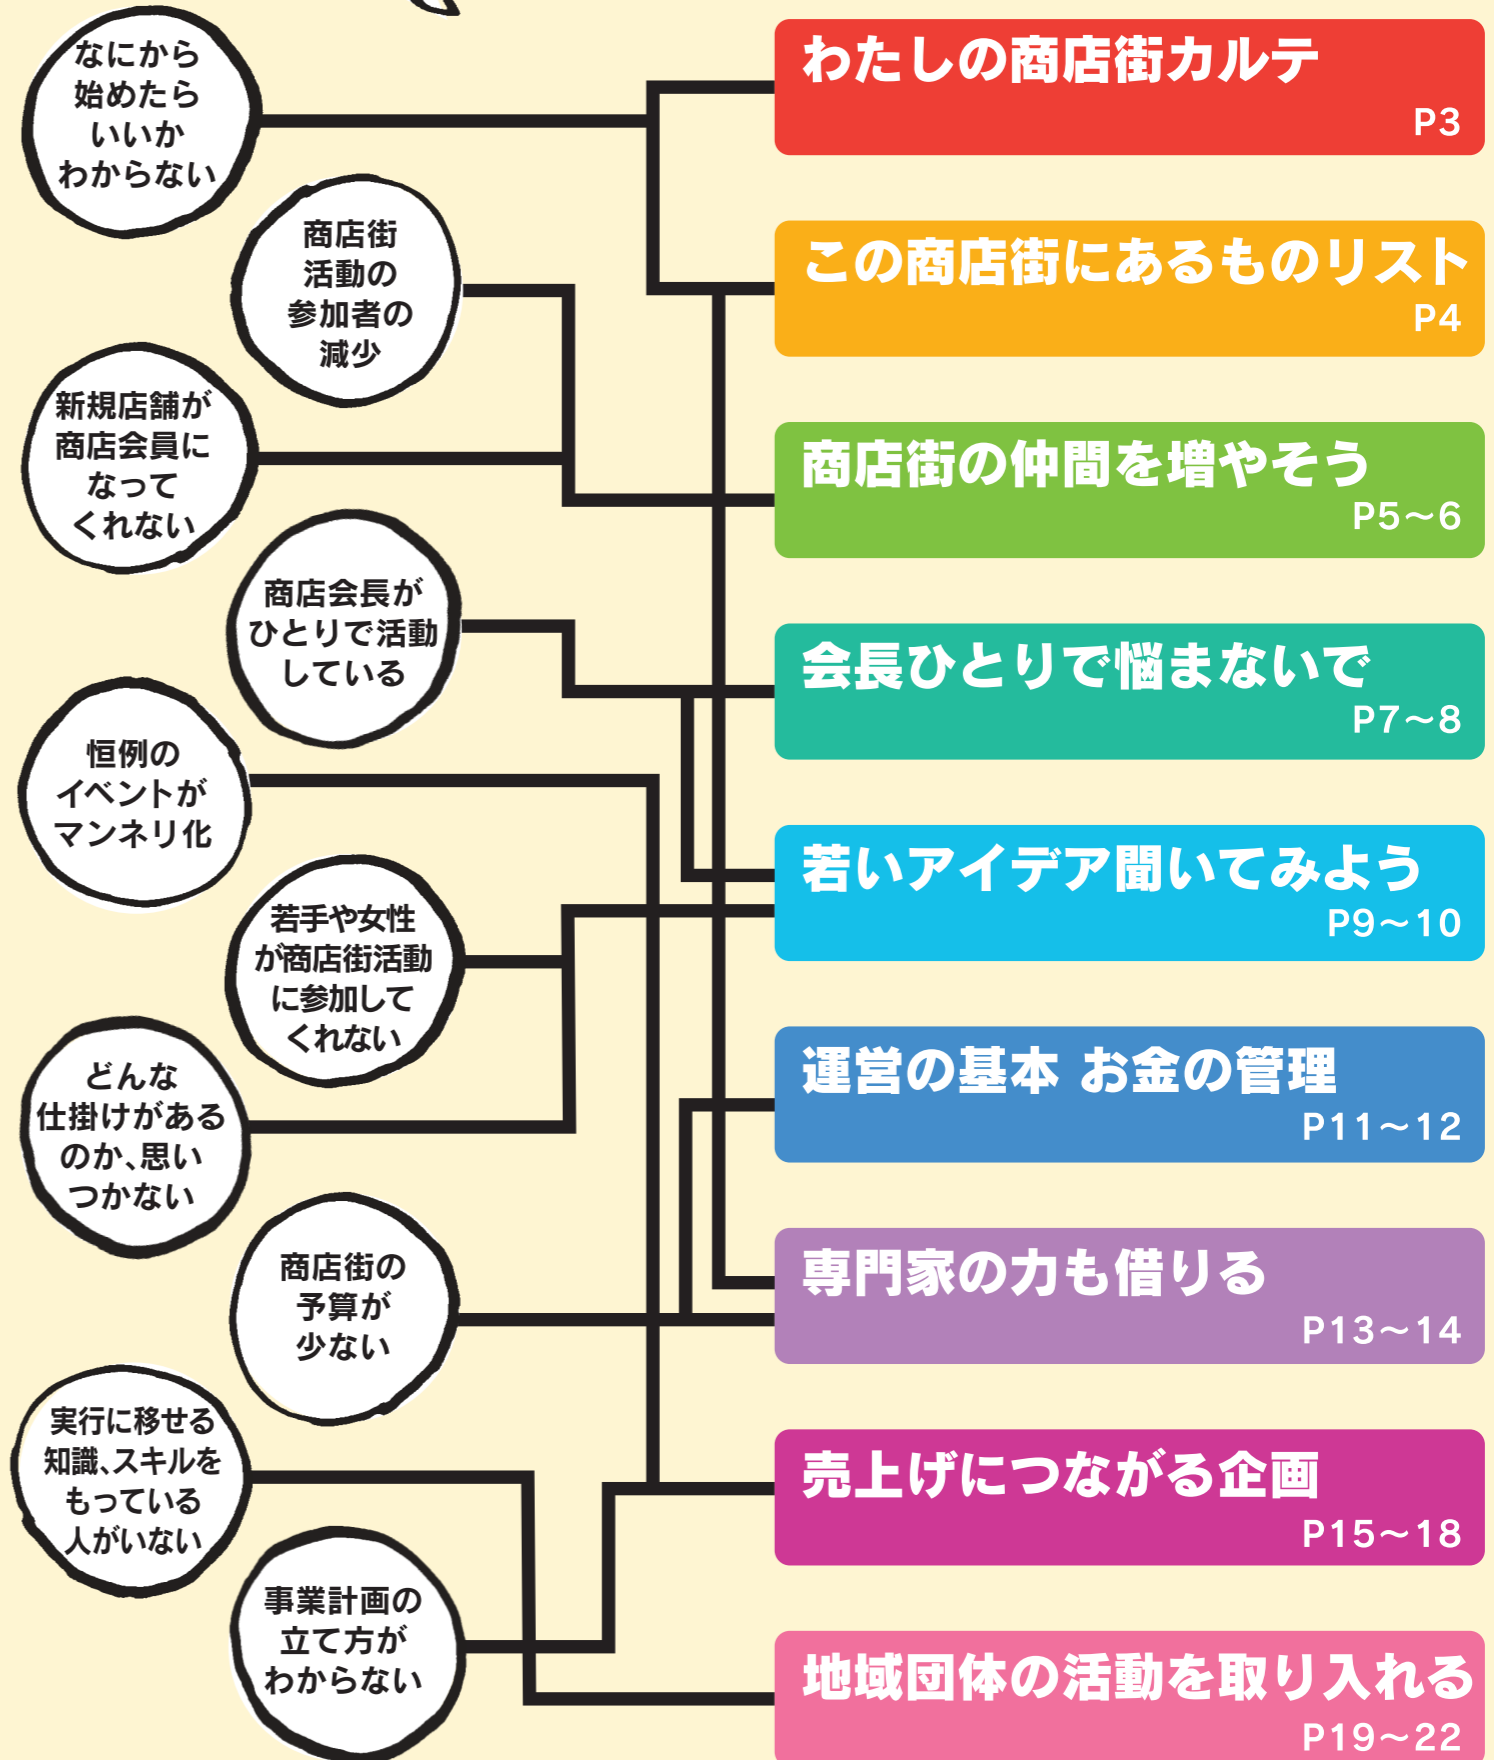 なにから
始めたら
いいか
わからない
商店街
活動の
参加者の
減少
新規店舗が
商店会員に
なって
くれない
商店会長が
ひとりで活動
している
恒例の
イベントが
マンネリ化
若手や女性
が商店街活動
に参加して
くれない
どんな
仕掛けがある
のか、思い
つかない
商店街の
予算が
少ない
実行に移せる
知識、スキルを
もっている
人がいない
事業計画の
立て方が
わからない
わたしの商店街カルテ
P3
この商店街にあるものリスト
P4
商店街の仲間を増やそう
P5〜6
会長ひとりで悩まないで
P7〜8
若いアイデア聞いてみよう
P9〜10
運営の基本 お金の管理
P11〜12
専門家の力も借りる
P13〜14
売上げにつながる企画
P15〜18
地域団体の活動を取り入れる
P19〜22